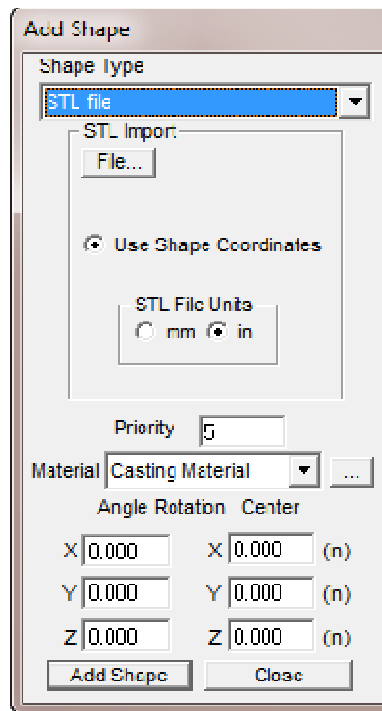 Add Shape
Shape Type
STL file
STL Import
File...
Use Shape Coordinates
STL File Units
mm in
Priority 5
Material Casting Material ...
Angle Rotation Center
X 0.000 X 0.000 (in)
Y 0.000 Y 0.000 (in)
Z 0.000 Z 0.000 (in)
Add Shape Close